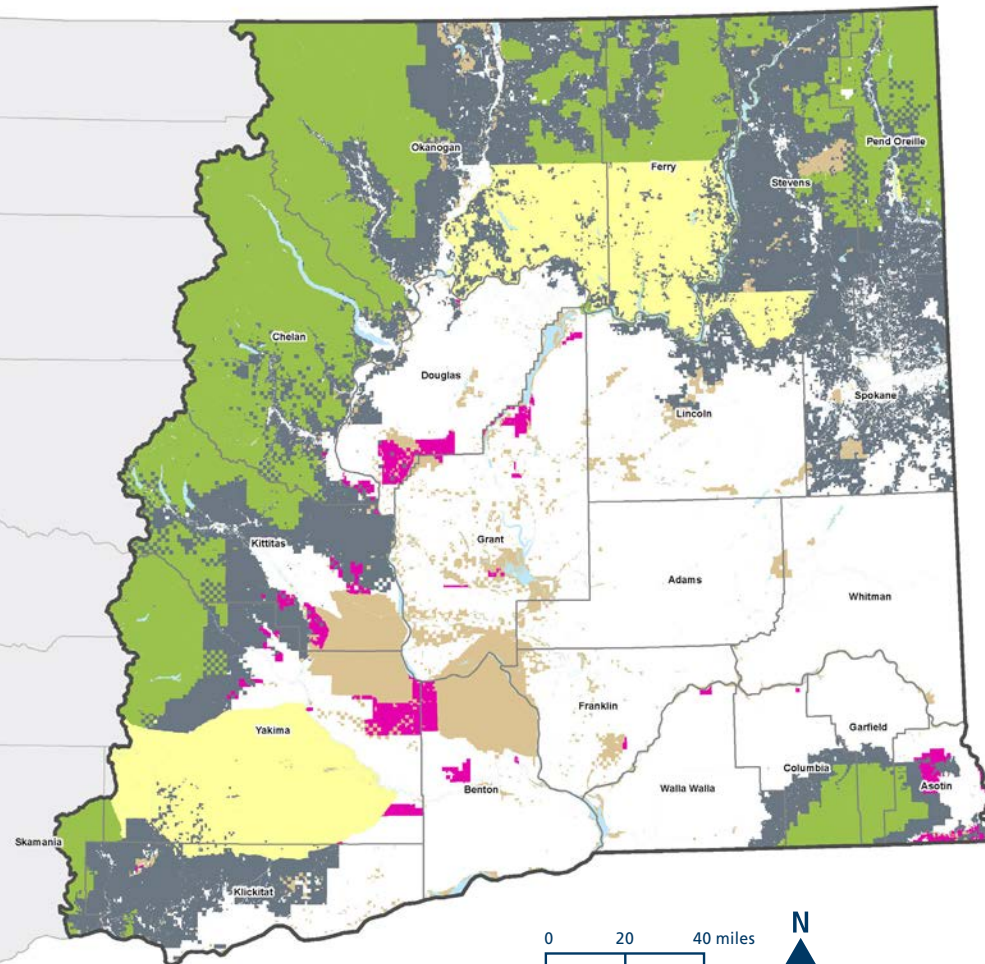 Okanogan
Pend Oreille
Ferry
Stevens
Chelan
Douglas
Spokane
Lincoln
Kittitas
Grant
Adams
Whitman
Franklin
Garfield
Yakima
Columbia
Asotin
Benton
Walla Walla
Skamania
Klickitat
N
0 20 40 miles